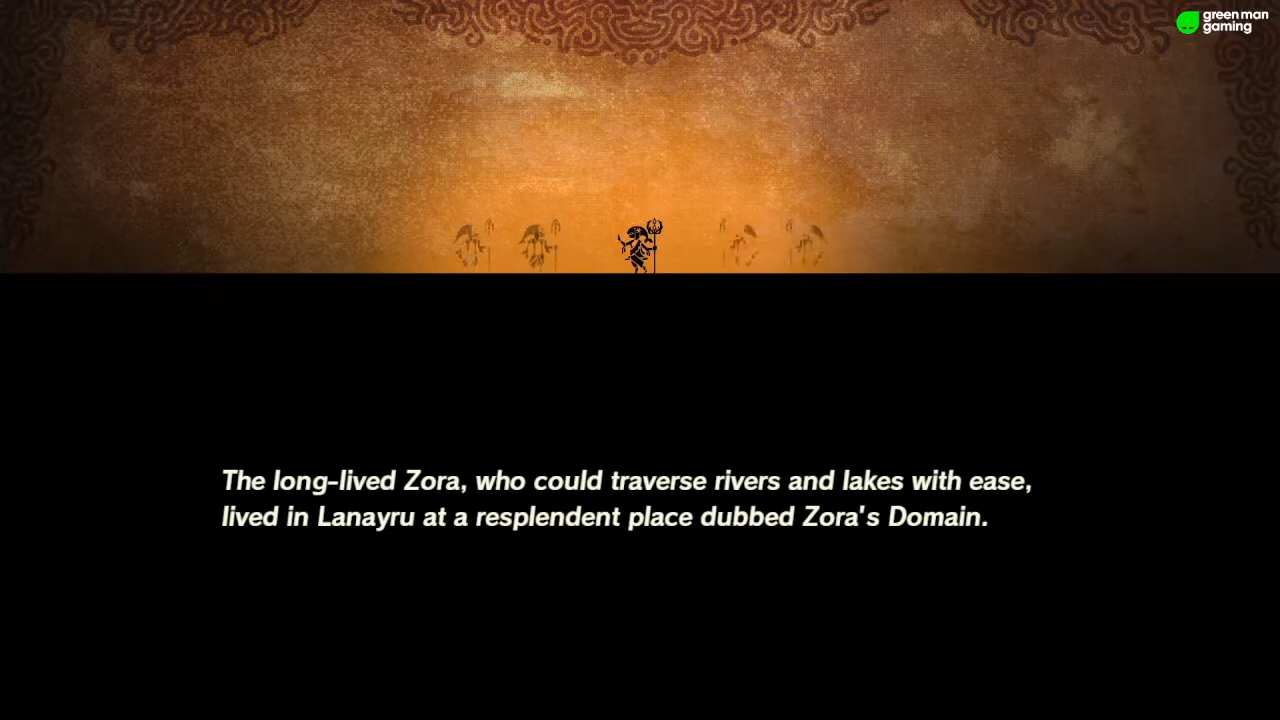 green man
gaming
The long-lived Zora, who could traverse rivers and lakes with ease,
lived in Lanayru at a resplendent place dubbed Zora's Domain.